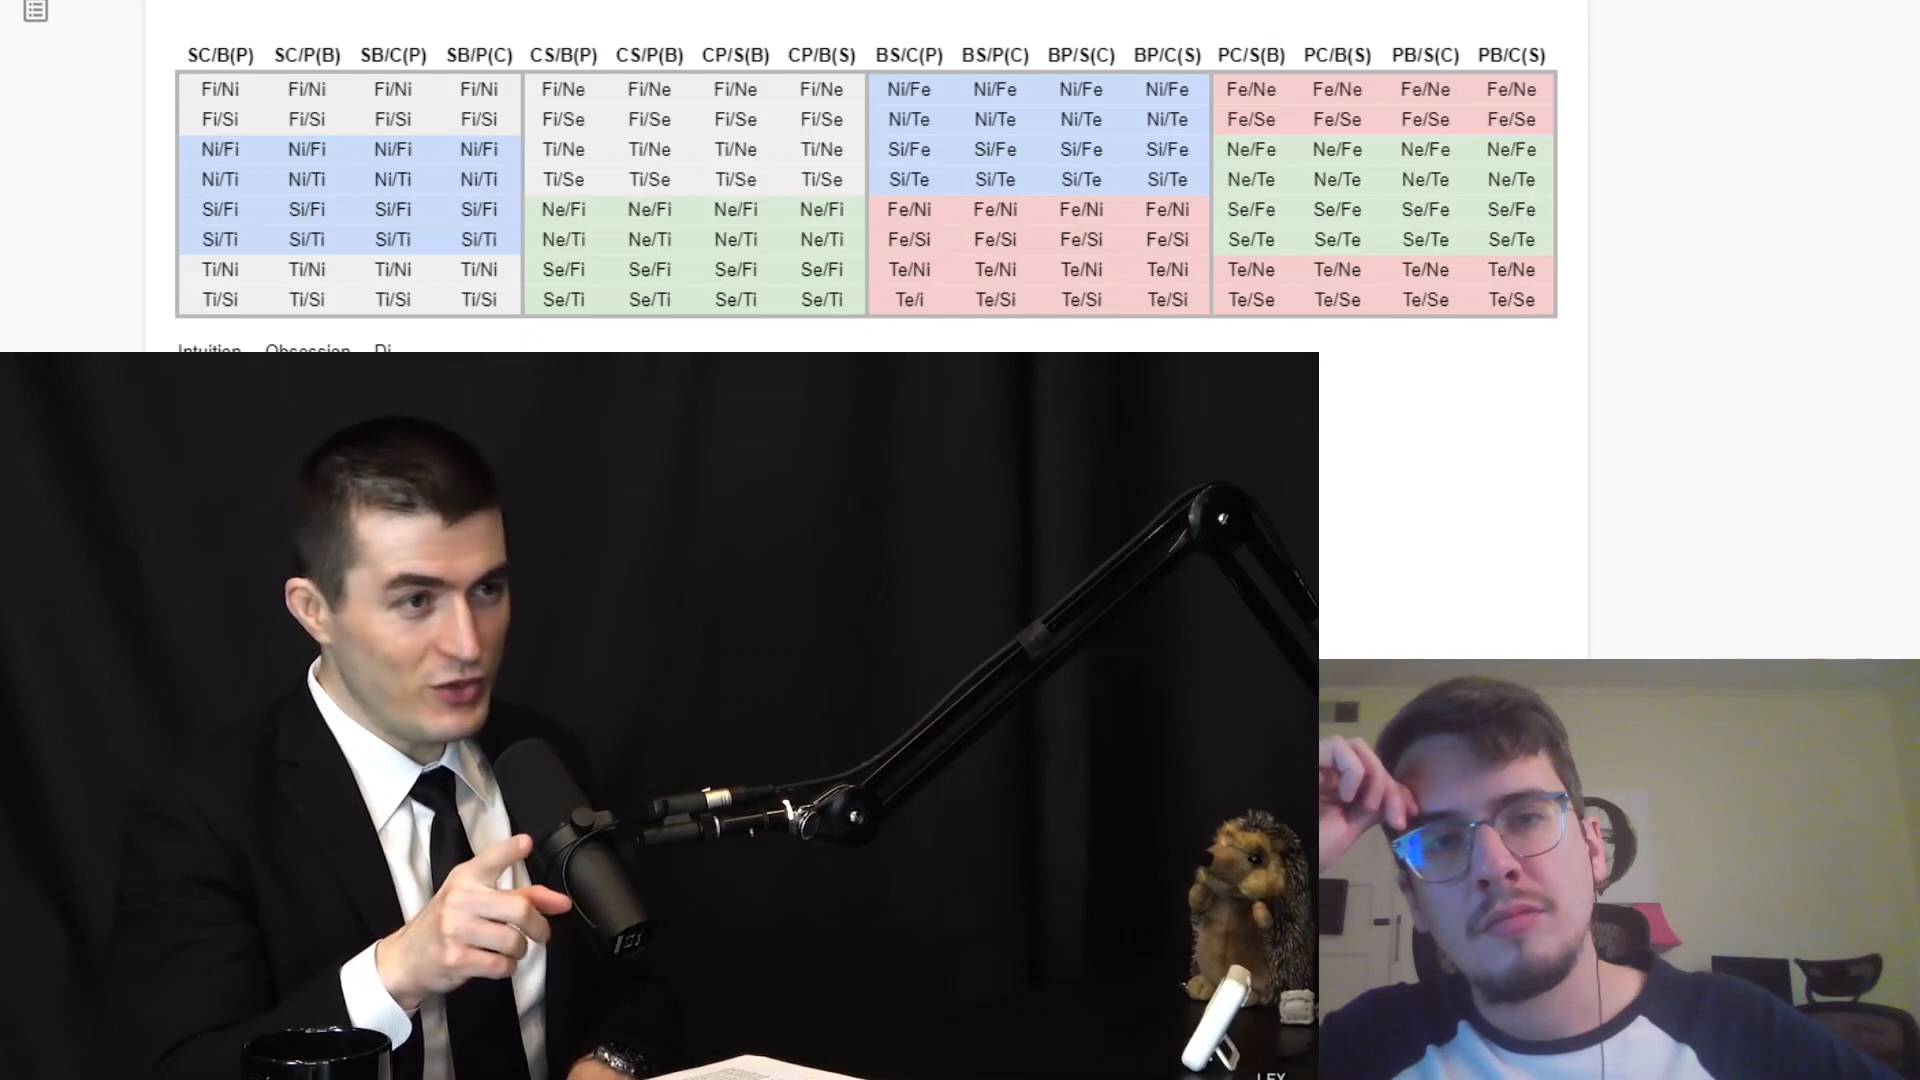 SC/B(P) SC/P(B) SB/C(P) SB/P(C) CS/B(P) CS/P(B) CP/S(B) CP/B(S) BS/C(P) BS/P(C) BP/S(C) BP/C(S) PC/S(B) PC/B(S) PB/S(C) PB/C(S)
Fi/Ni Fi/Ni Fi/Ni Fi/Ni Fi/Ne Fi/Ne Fi/Ne Fi/Ne Ni/Fe Ni/Fe Ni/Fe Ni/Fe Fe/Ne Fe/Ne Fe/Ne Fe/Ne
Fi/Si Fi/Si Fi/Si Fi/Si Fi/Se Fi/Se Fi/Se Fi/Se Ni/Te Ni/Te Ni/Te Ni/Te Fe/Se Fe/Se Fe/Se Fe/Se
Ni/Fi Ni/Fi Ni/Fi Ni/Fi Ti/Ne Ti/Ne Ti/Ne Ti/Ne Si/Fe Si/Fe Si/Fe Si/Fe Ne/Fe Ne/Fe Ne/Fe Ne/Fe
Ni/Ti Ni/Ti Ni/Ti Ni/Ti Ti/Se Ti/Se Ti/Se Ti/Se Si/Te Si/Te Si/Te Si/Te Ne/Te Ne/Te Ne/Te Ne/Te
Si/Fi Si/Fi Si/Fi Si/Fi Ne/Fi Ne/Fi Ne/Fi Ne/Fi Fe/Ni Fe/Ni Fe/Ni Fe/Ni Se/Fe Se/Fe Se/Fe Se/Fe
Si/Ti Si/Ti Si/Ti Si/Ti Ne/Ti Ne/Ti Ne/Ti Ne/Ti Fe/Si Fe/Si Fe/Si Fe/Si Se/Te Se/Te Se/Te Se/Te
Ti/Ni Ti/Ni Ti/Ni Ti/Ni Se/Fi Se/Fi Se/Fi Se/Fi Te/Ni Te/Ni Te/Ni Te/Ni Te/Ne Te/Ne Te/Ne Te/Ne
Ti/Si Ti/Si Ti/Si Ti/Si Se/Ti Se/Ti Se/Ti Se/Ti Te/i Te/Si Te/Si Te/Si Te/Se Te/Se Te/Se Te/Se
Intuition Obsession Di
LEX